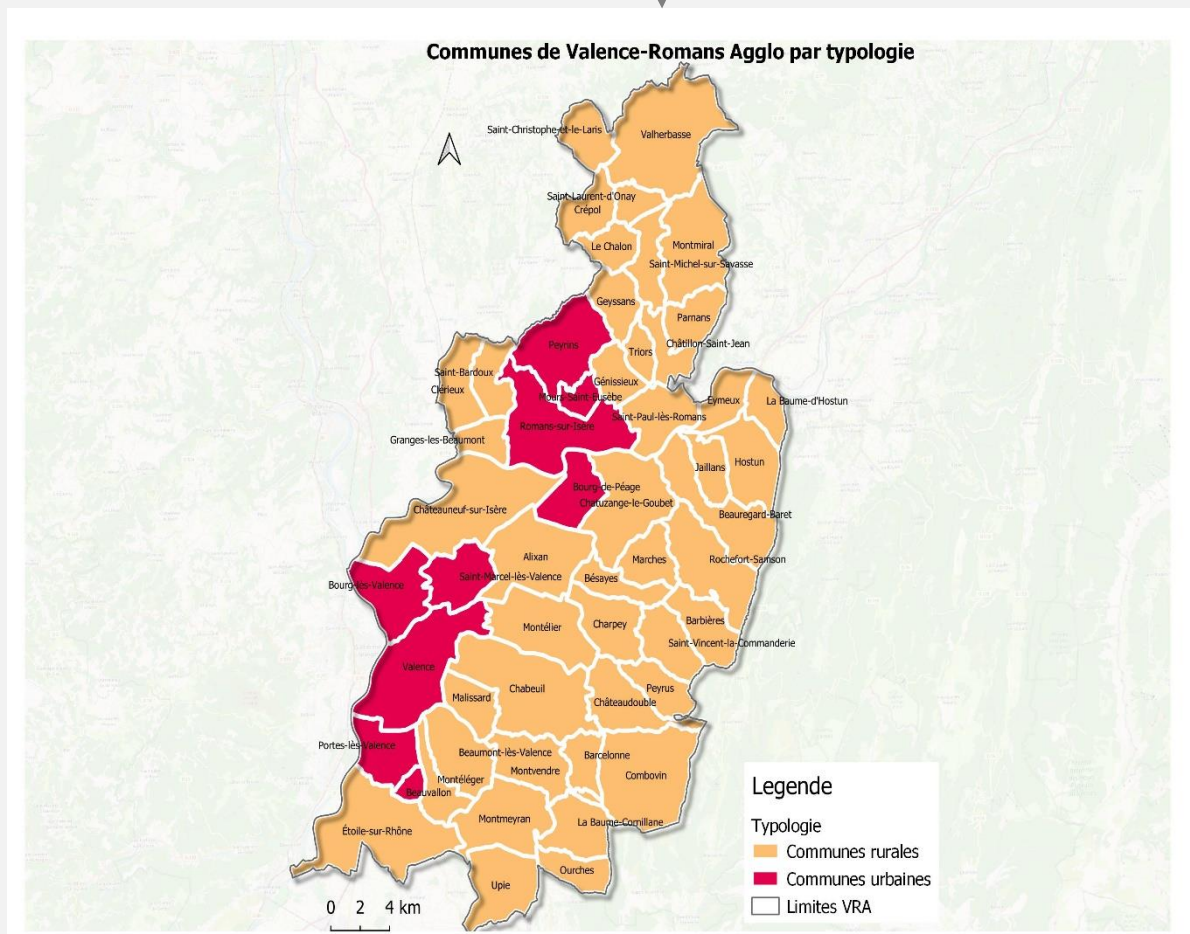 Communes de Valence-Romans Agglo par typologie
Saint-Christophe-et-le-Laris
Valherbasse
Saint-Laurent-d'Onay
Crépol
Le Chalon
Montmiral
Saint-Michel-sur-Savasse
Geyssans
Parnans
Peyrins
Triors
Châtillon-Saint-Jean
Saint-Bardoux
Génissieux
Clérieux
Mours-Saint-Eusèbe
Eymeux
La Baume-d'Hostun
Saint-Paul-lès-Romans
Romans-sur-Isère
Granges-les-Beaumont
Jaillans
Hostun
Bourg-de-Péage
Chatuzange-le-Goubet
Châteauneuf-sur-Isère
Beauregard-Baret
Alixan
Marches
Rochefort-Samson
Saint-Marcel-lès-Valence
Bésayes
Bourg-lès-Valence
Montélier
Charpey
Barbières
Saint-Vincent-la-Commanderie
Valence
Chabeuil
Peyrus
Malissard
Châteaudouble
Portes-lès-Valence
Beaumont-lès-Valence
Barcelonne
Montvendre
Combovin
Montéléger
Beauvallon
Montmeyran
La Baume-Cornillane
Étoile-sur-Rhône
Ourches
Upie
Legende
Typologie
Communes rurales
Communes urbaines
Limites VRA
0 2 4 km